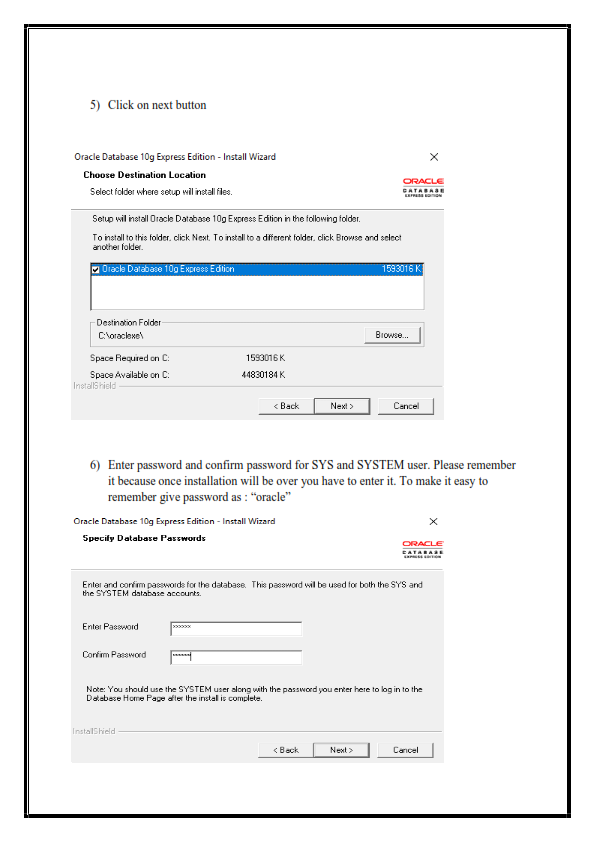 5) Click on next button
Oracle Database 10g Express Edition - Install Wizard
Choose Destination Location
Select folder where setup will install files.
ORACLE
DATABASE
EXPRESS EDITION
Setup will install Oracle Database 10g Express Edition in the following folder.
To install to this folder, click Next. To install to a different folder, click Browse and select
another folder.
Oracle Database 10g Express Edition 1593016 K
Destination Folder
C:\oraclexe\ Browse...
Space Required on C: 1593016 K
Space Available on C: 44830184 K
InstallShield
< Back Next > Cancel
6) Enter password and confirm password for SYS and SYSTEM user. Please remember
it because once installation will be over you have to enter it. To make it easy to
remember give password as : “oracle”
Oracle Database 10g Express Edition - Install Wizard
Specify Database Passwords
ORACLE
DATABASE
EXPRESS EDITION
Enter and confirm passwords for the database. This password will be used for both the SYS and
the SYSTEM database accounts.
Enter Password ******
Confirm Password ******
Note: You should use the SYSTEM user along with the password you enter here to log in to the
Database Home Page after the install is complete.
InstallShield
< Back Next > Cancel